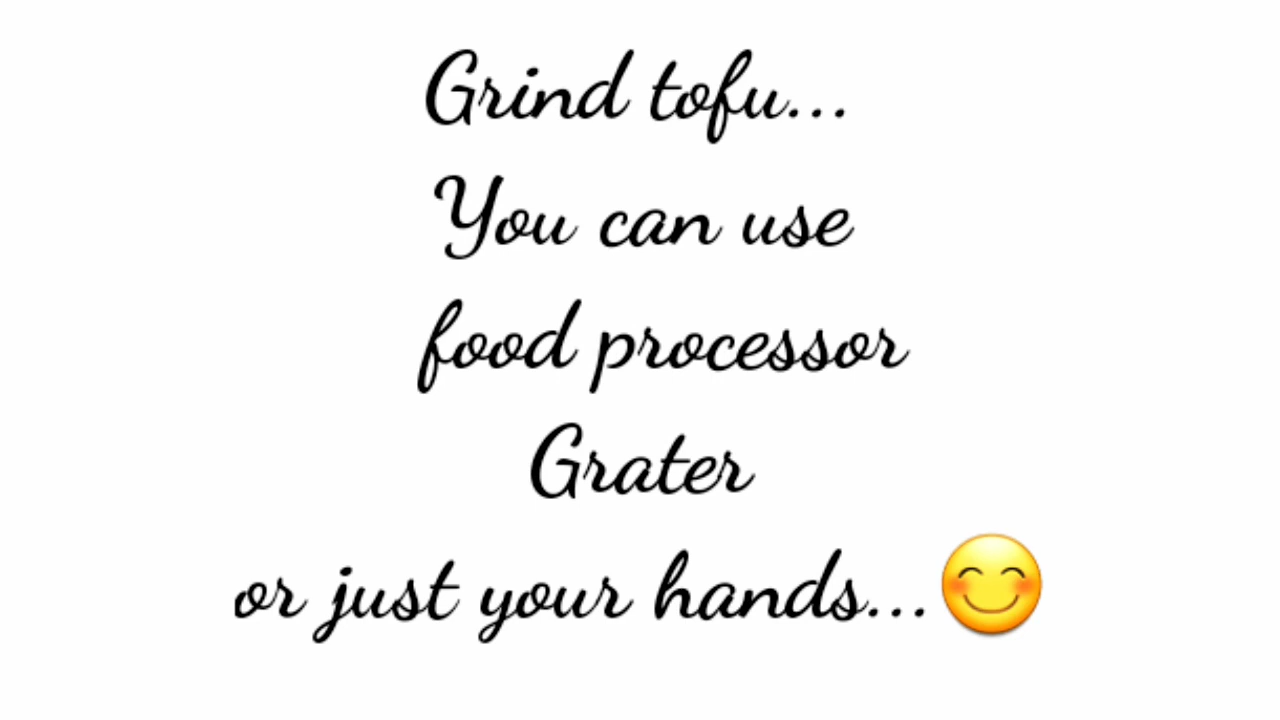 Grind tofu...
You can use
food processor
Grater
or just your hands...😊